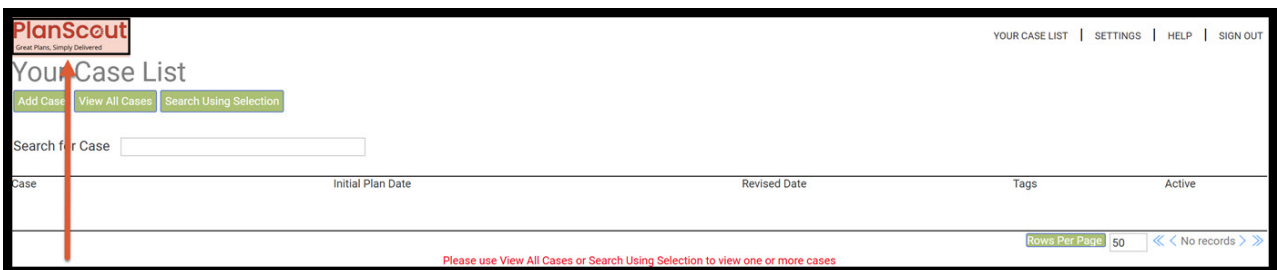 PlanScout
Great Plans, Simply Delivered
YOUR CASE LIST | SETTINGS | HELP | SIGN OUT
Your Case List
Add Case View All Cases Search Using Selection
Search for Case
Case Initial Plan Date Revised Date Tags Active
Rows Per Page 50 No records
Please use View All Cases or Search Using Selection to view one or more cases